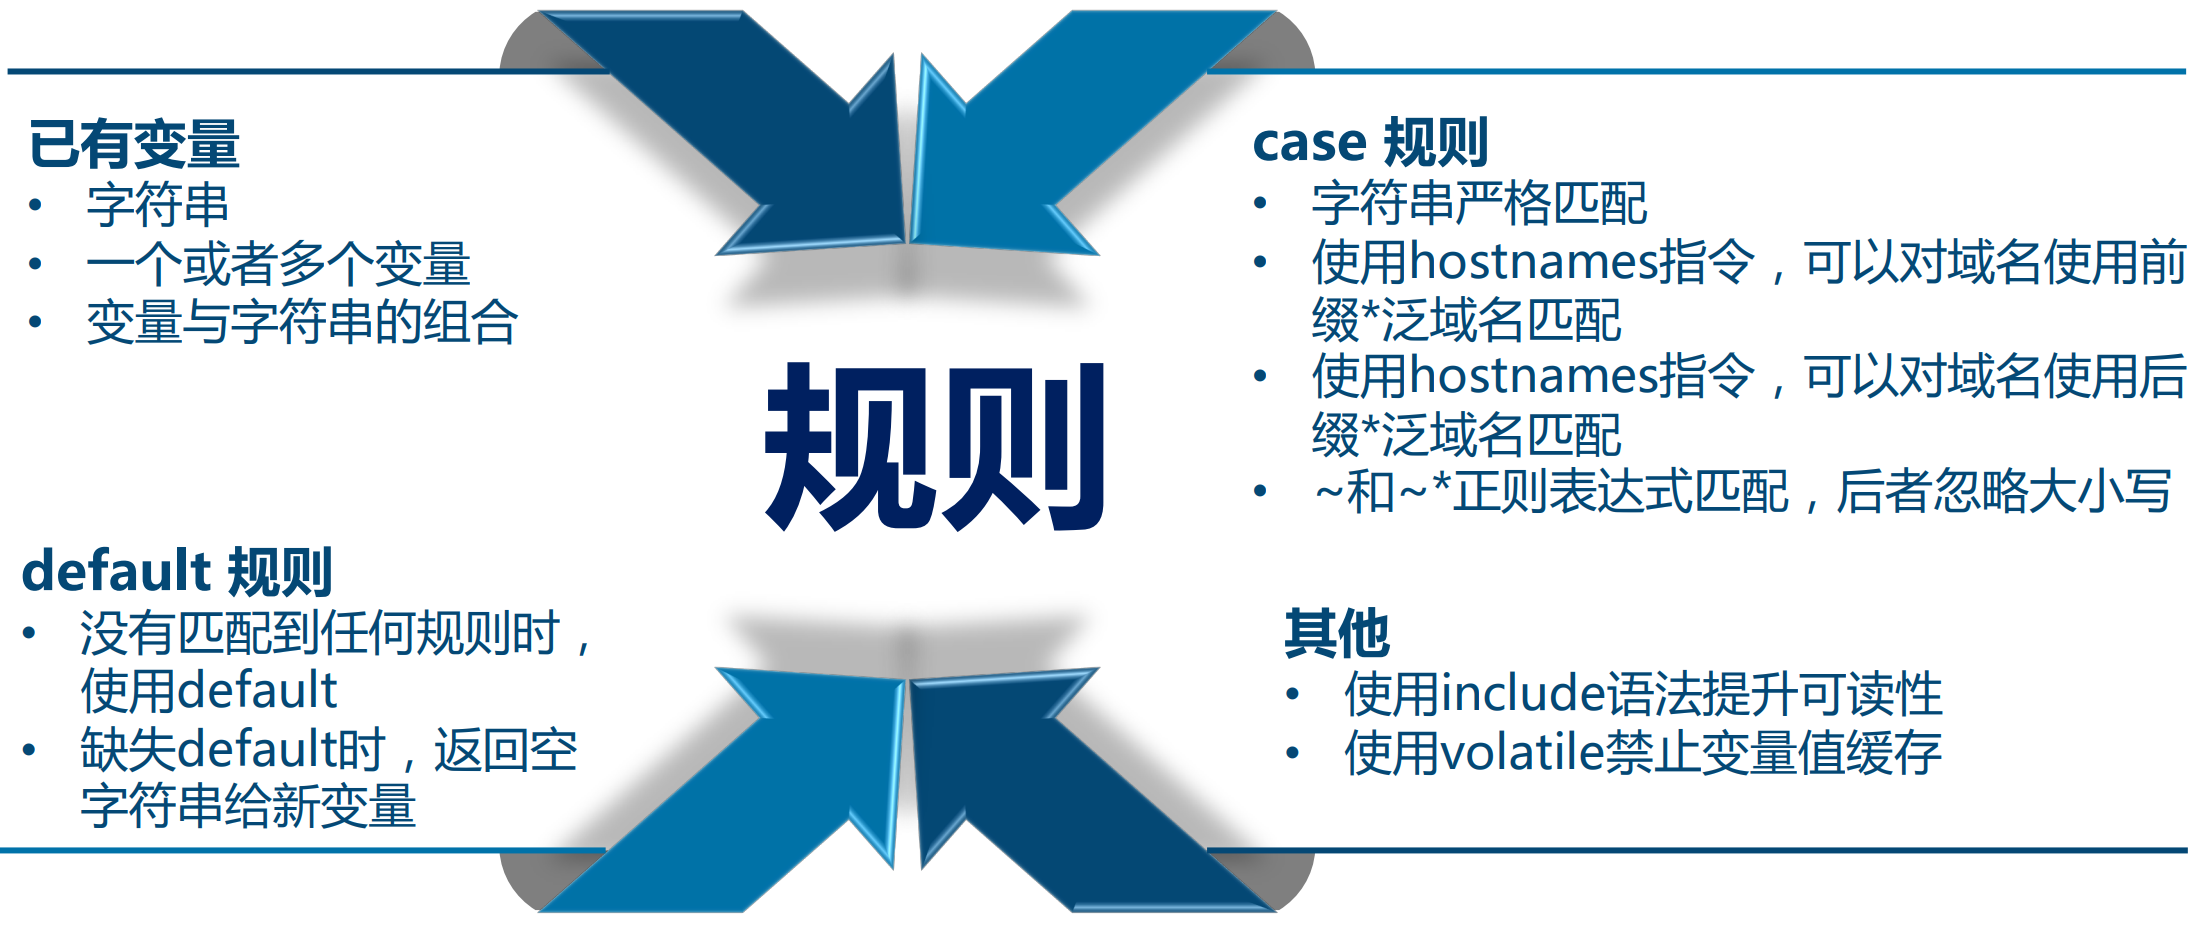 已有变量
• 字符串
• 一个或者多个变量
• 变量与字符串的组合
case 规则
• 字符串严格匹配
• 使用hostnames指令，可以对域名使用前
缀*泛域名匹配
• 使用hostnames指令，可以对域名使用后
缀*泛域名匹配
• ~和~*正则表达式匹配，后者忽略大小写
规则
default 规则
• 没有匹配到任何规则时，
使用default
• 缺失default时，返回空
字符串给新变量
其他
• 使用include语法提升可读性
• 使用volatile禁止变量值缓存